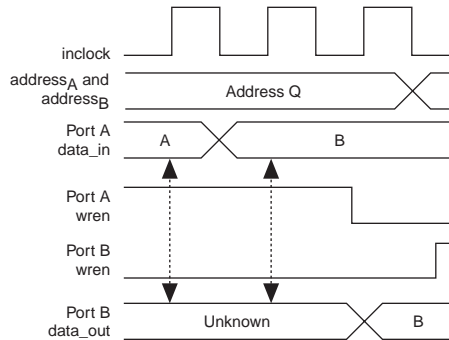 inclock
addressA and
addressB
Address Q
Port A
data_in
A
B
Port A
wren
Port B
wren
Port B
data_out
Unknown
B